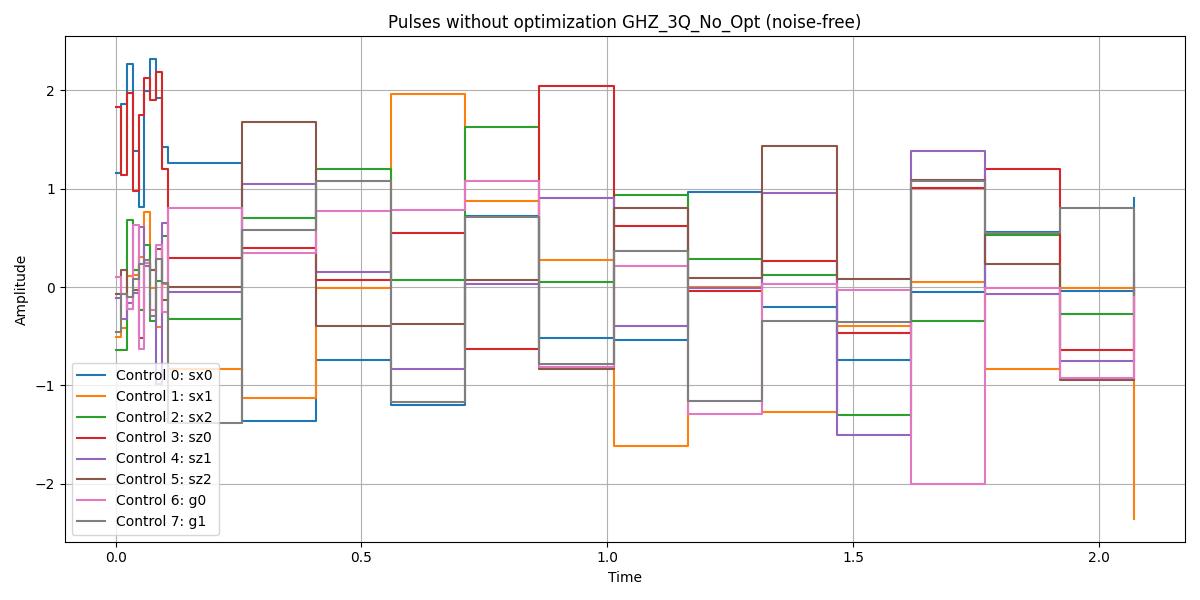 Pulses without optimization GHZ_3Q_No_Opt (noise-free)
Amplitude
2
1
0
−1
−2
Control 0: sx0
Control 1: sx1
Control 2: sx2
Control 3: sz0
Control 4: sz1
Control 5: sz2
Control 6: g0
Control 7: g1
0.0 0.5 1.0 1.5 2.0
Time